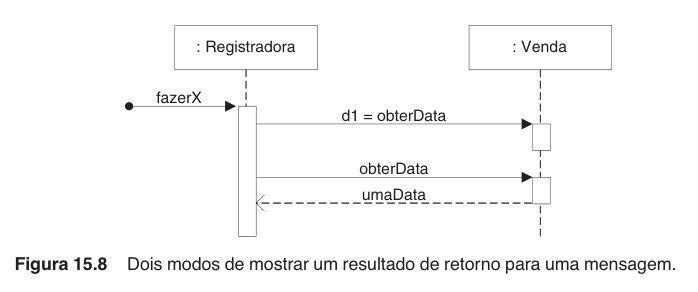 : Registradora
: Venda
fazerX
d1 = obterData
obterData
umaData
Figura 15.8 Dois modos de mostrar um resultado de retorno para uma mensagem.